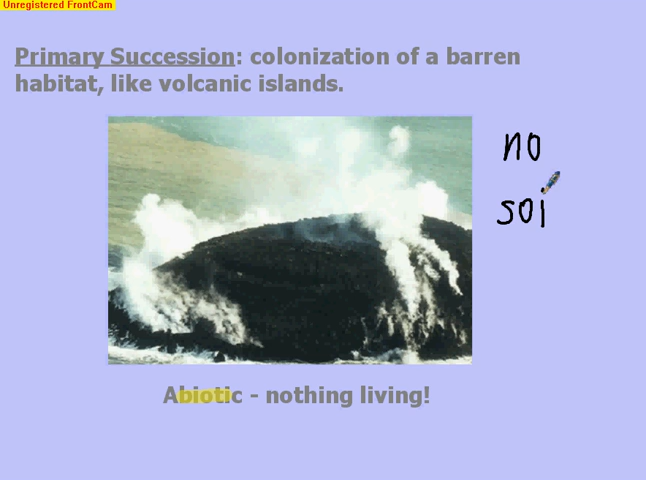 Unregistered FrontCam
Primary Succession: colonization of a barren
habitat, like volcanic islands.
no
soi
Abiotic - nothing living!